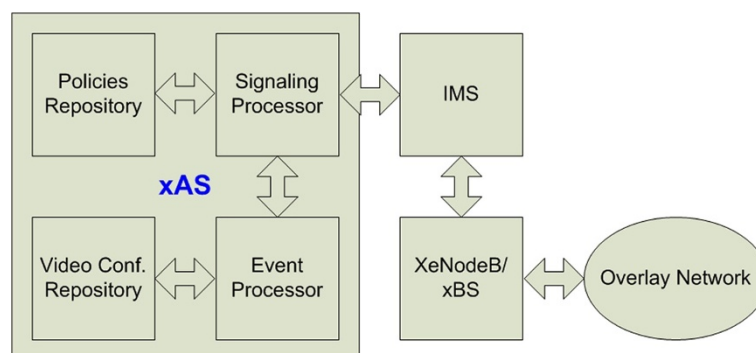 Policies
Repository
Signaling
Processor
IMS
xAS
Video Conf.
Repository
Event
Processor
XeNodeB/
xBS
Overlay Network